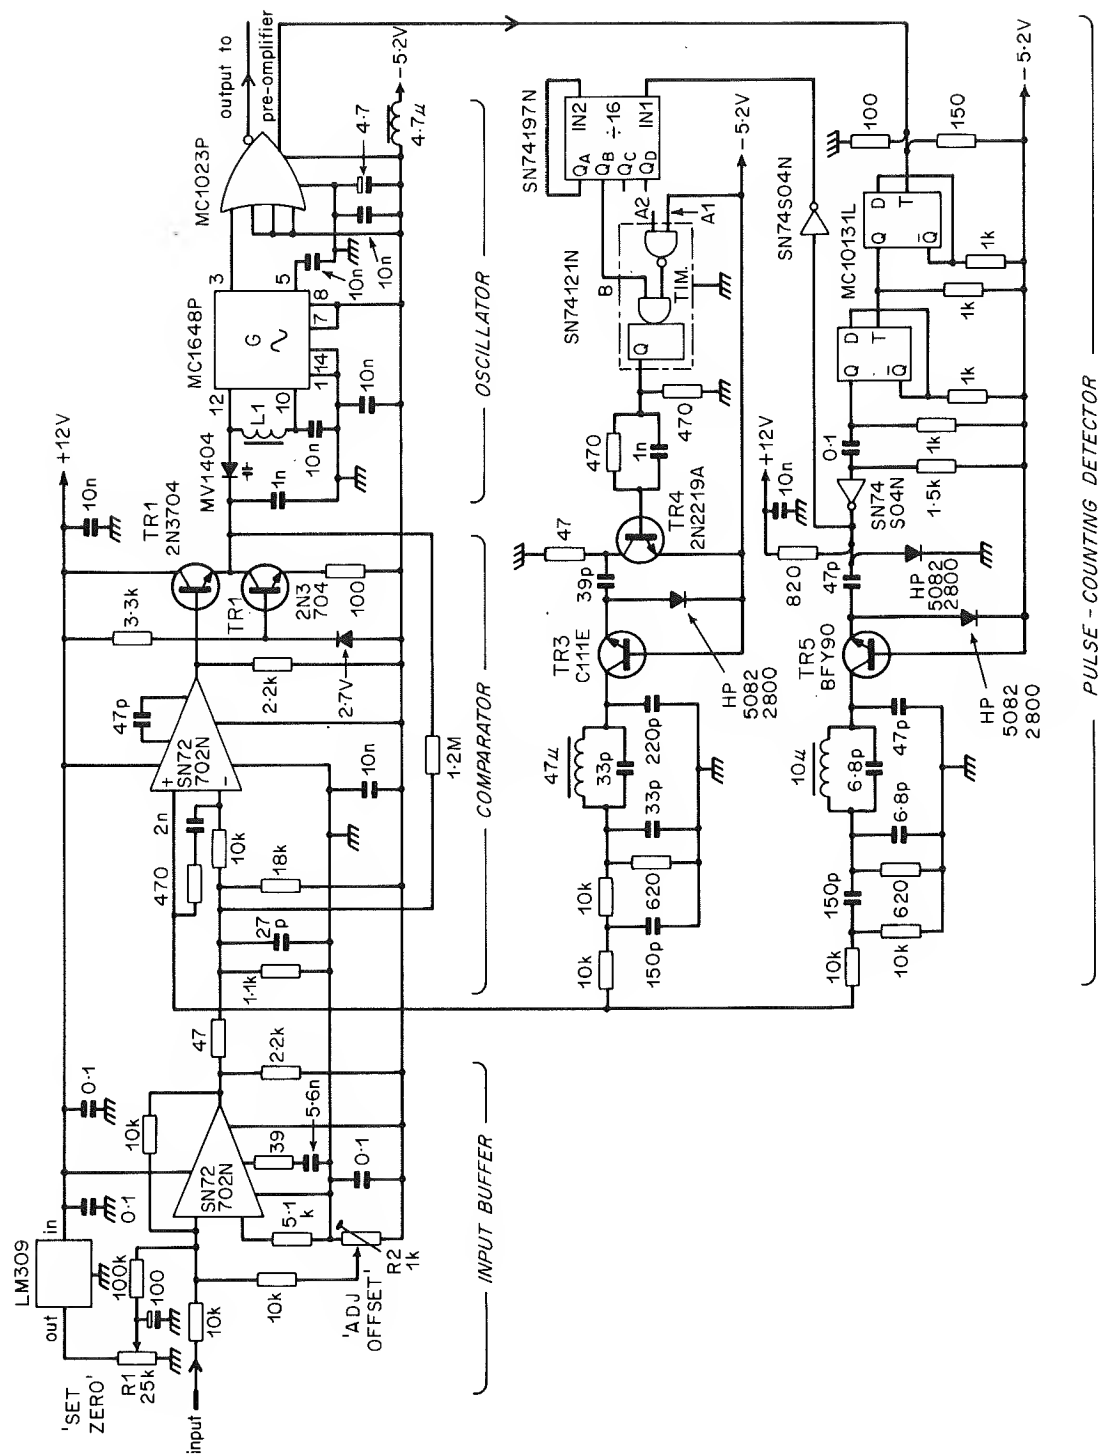 'SET
ZERO'
LM309
out
in
R1
25k
input
100k
100
10k
0·1
10k
SN72
702N
10k
'ADJ
OFFSET'
5·1
k
R2
1k
39
5·6n
0·1
0·1
2·2k
47
INPUT BUFFER
1·1k
27
p
18k
470
2n
10k
+
SN72
702N
-
47p
10n
1·2M
2·2k
3·3k
2·7V
TR1
2N3704
TR1
2N3
704
100
COMPARATOR
+12V
10n
MV1404
1n
L1
10n
12
10
MC1648P
G
1
14
7
8
3
5
10n
10n
10n
MC1023P
4·7
output to
pre-omplifier
4·7µ
–5·2V
OSCILLATOR
10k
10k
150p
620
33p
47µ
33p
220p
TR3
C111E
HP
5082
2800
39p
47
TR4
2N2219A
470
1n
470
SN74121N
Q
B
TIM.
A2
A1
SN74197N
QA
QB
QC
QD
IN2
÷16
IN1
–5·2V
SN74S04N
10k
10k
150p
620
6·8p
10µ
6·8p
47p
TR5
BFY90
HP
5082
2800
47p
820
+12V
10n
HP
5082
2800
SN74
S04N
1·5k
0·1
1k
Q
D
T
Q̅
1k
1k
MC10131L
Q
D
T
Q̅
1k
100
150
–5·2V
PULSE-COUNTING DETECTOR